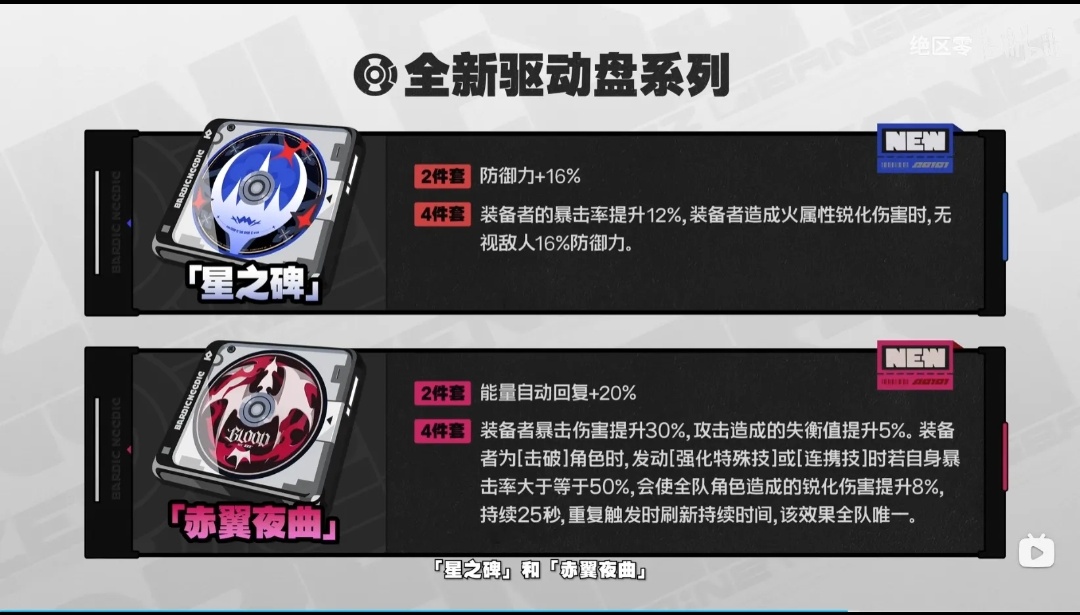 绝区零
全新驱动盘系列
NEW
BARDIC NEEDIC
BARDIC NEEDIC
「星之碑」
2件套 防御力+16%
4件套 装备者的暴击率提升12%,装备者造成火属性锐化伤害时,无
视敌人16%防御力。
NEW
BARDIC NEEDIC
BARDIC NEEDIC
BLOOD
「赤翼夜曲」
2件套 能量自动回复+20%
4件套 装备者暴击伤害提升30%,攻击造成的失衡值提升5%。装备
者为[击破]角色时,发动[强化特殊技]或[连携技]时若自身暴
击率大于等于50%,会使全队角色造成的锐化伤害提升8%,
持续25秒,重复触发时刷新持续时间,该效果全队唯一。
「星之碑」和「赤翼夜曲」